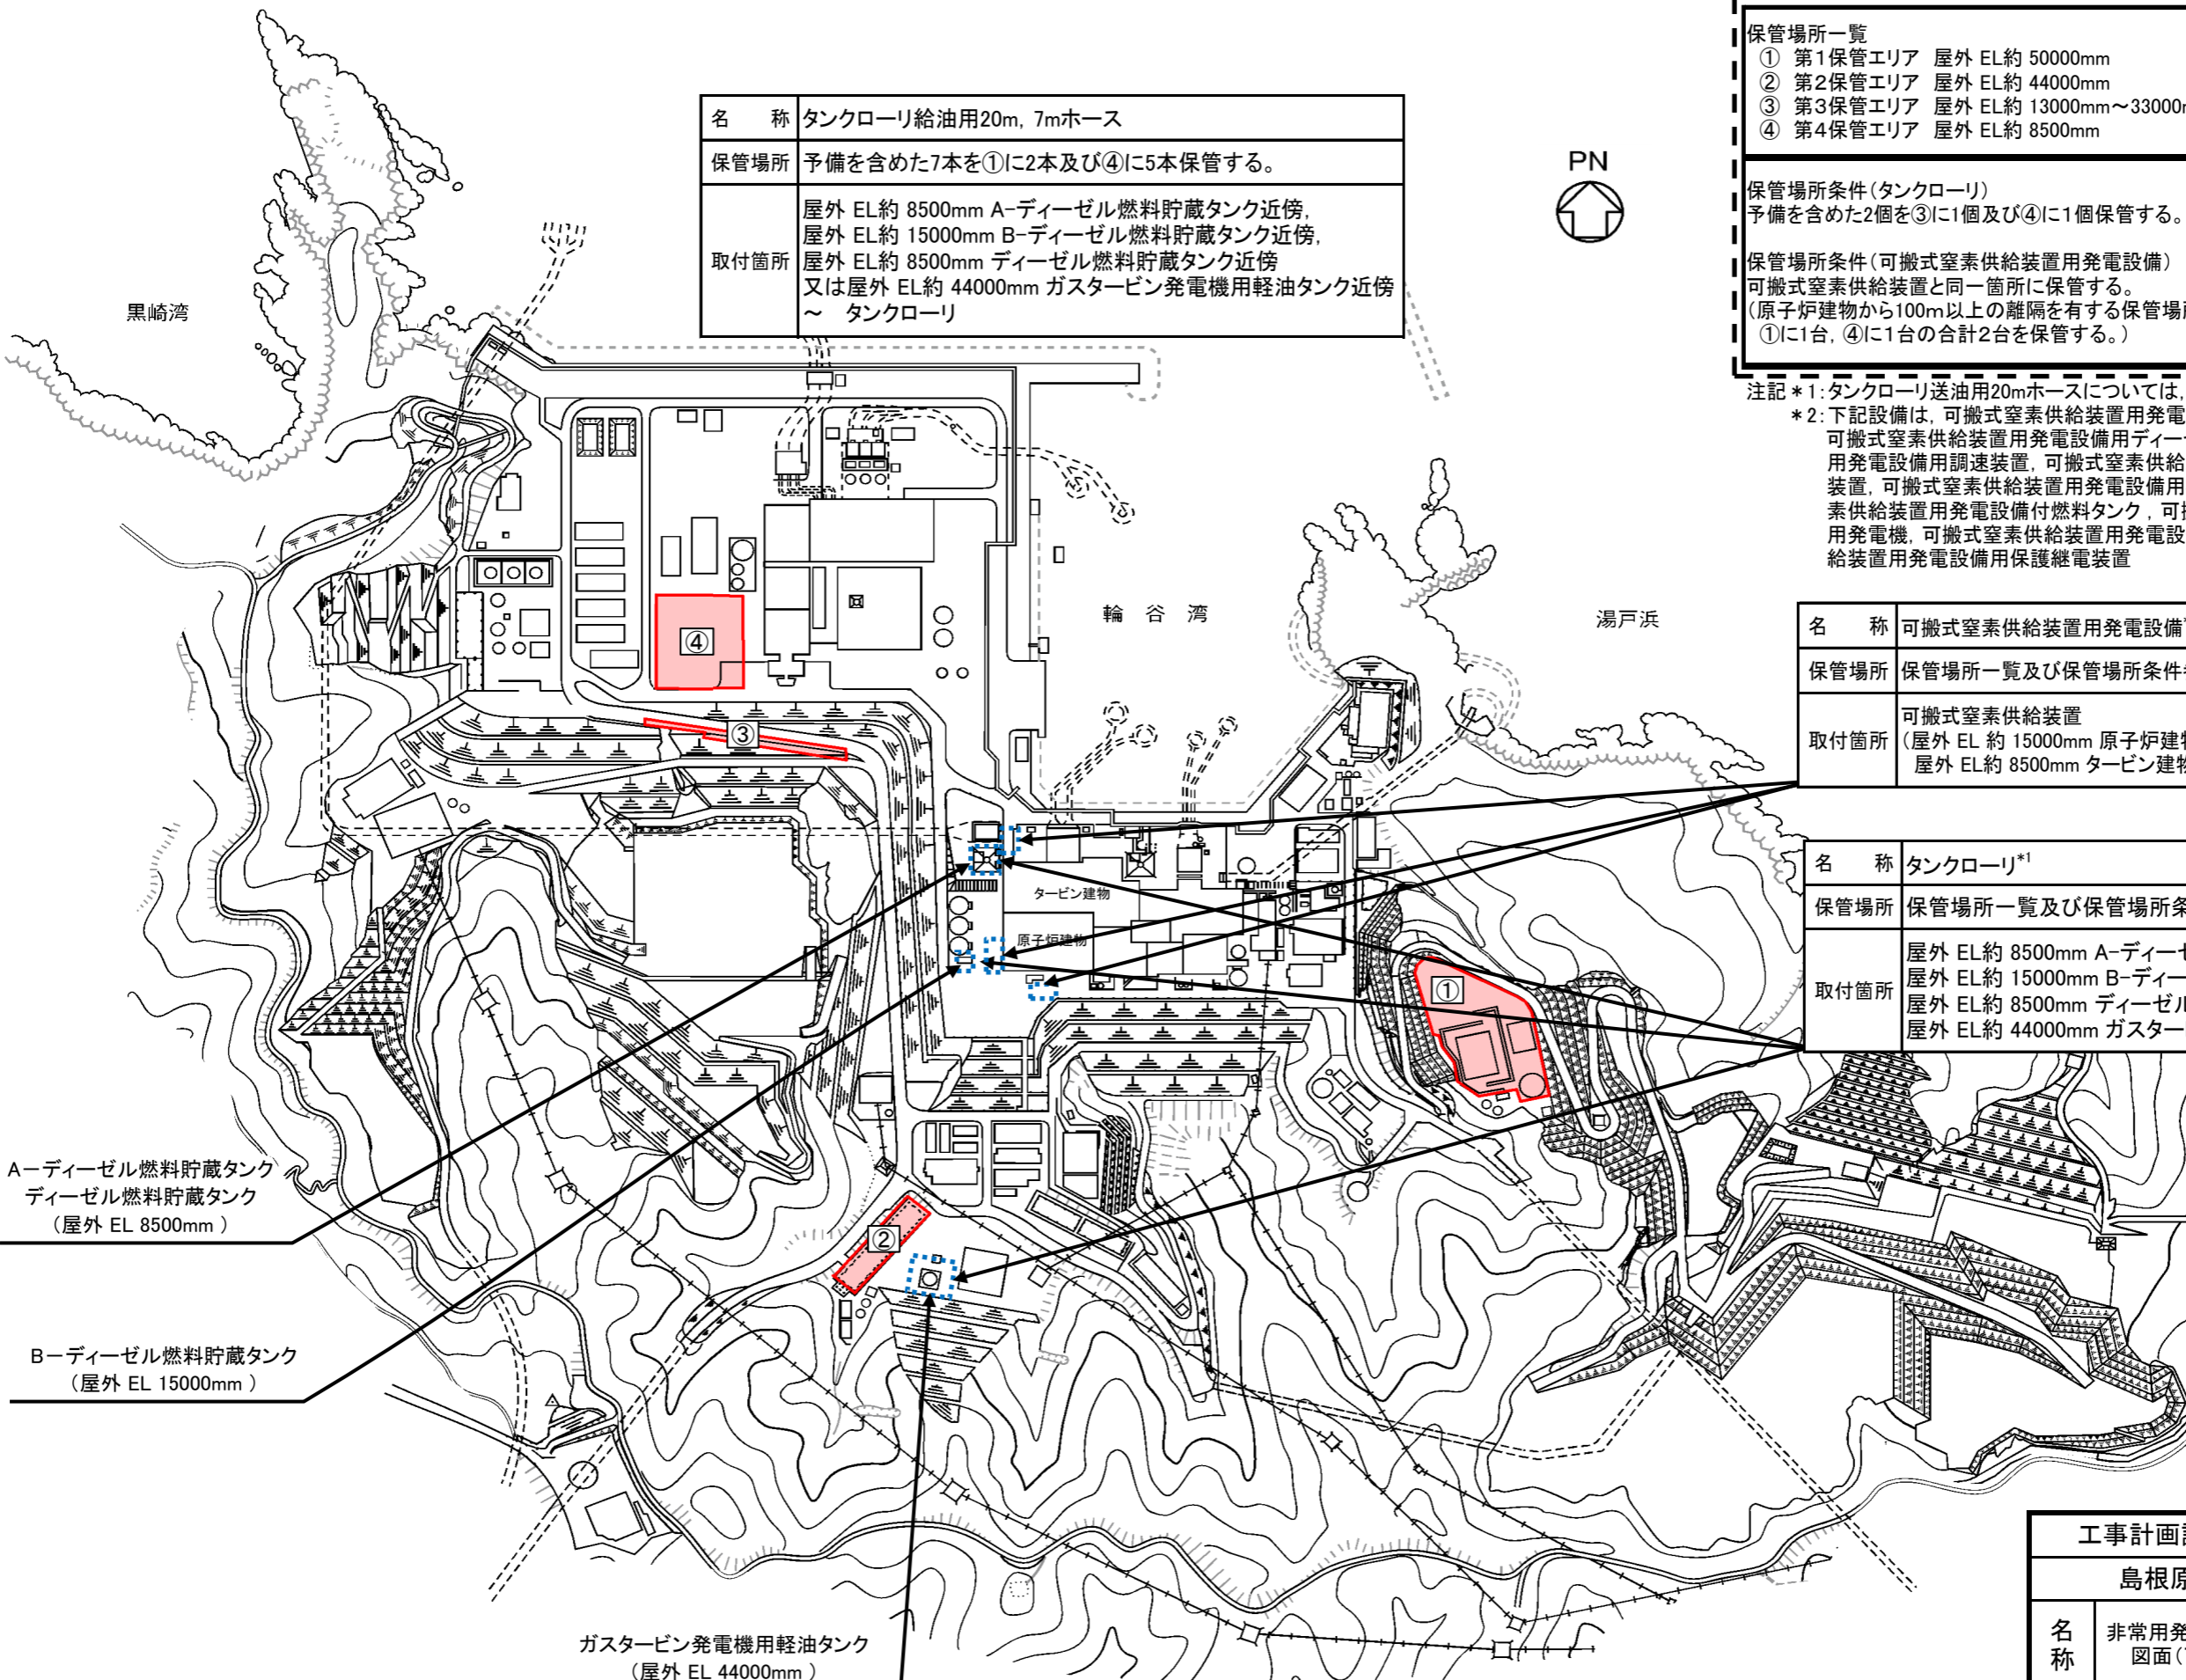 保管場所一覧
① 第1保管エリア 屋外 EL約 50000mm
② 第2保管エリア 屋外 EL約 44000mm
③ 第3保管エリア 屋外 EL約 13000mm～33000m
④ 第4保管エリア 屋外 EL約 8500mm
保管場所条件(タンクローリ)
予備を含めた2個を③に1個及び④に1個保管する。
保管場所条件(可搬式窒素供給装置用発電設備)
可搬式窒素供給装置と同一箇所に保管する。
(原子炉建物から100m以上の離隔を有する保管場
①に1台, ④に1台の合計2台を保管する。)
名 称 タンクローリ給油用20m, 7mホース
保管場所 予備を含めた7本を①に2本及び④に5本保管する。
取付箇所
屋外 EL約 8500mm A-ディーゼル燃料貯蔵タンク近傍,
屋外 EL約 15000mm B-ディーゼル燃料貯蔵タンク近傍,
屋外 EL約 8500mm ディーゼル燃料貯蔵タンク近傍
又は屋外 EL約 44000mm ガスタービン発電機用軽油タンク近傍
～ タンクローリ
PN
注記*1:タンクローリ送油用20mホースについては,
*2:下記設備は, 可搬式窒素供給装置用発電
可搬式窒素供給装置用発電設備用ディー
用発電設備用調速装置, 可搬式窒素供給
装置, 可搬式窒素供給装置用発電設備用
素供給装置用発電設備付燃料タンク, 可
用発電機, 可搬式窒素供給装置用発電設
給装置用発電設備用保護継電装置
黒崎湾
輪谷湾
湯戸浜
名 称 可搬式窒素供給装置用発電設備
保管場所 保管場所一覧及び保管場所条件
取付箇所
可搬式窒素供給装置
(屋外 EL 約 15000mm 原子炉建物
屋外 EL約 8500mm タービン建物
名 称 タンクローリ*1
保管場所 保管場所一覧及び保管場所条
取付箇所
屋外 EL約 8500mm A-ディーゼ
屋外 EL約 15000mm B-ディー
屋外 EL約 8500mm ディーゼル
屋外 EL約 44000mm ガスター
④
③
タービン建物
原子炉建物
①
②
A-ディーゼル燃料貯蔵タンク
ディーゼル燃料貯蔵タンク
(屋外 EL 8500mm )
B-ディーゼル燃料貯蔵タンク
(屋外 EL 15000mm )
ガスタービン発電機用軽油タンク
(屋外 EL 44000mm )
工事計画
島根原
名称
非常用発
図面(